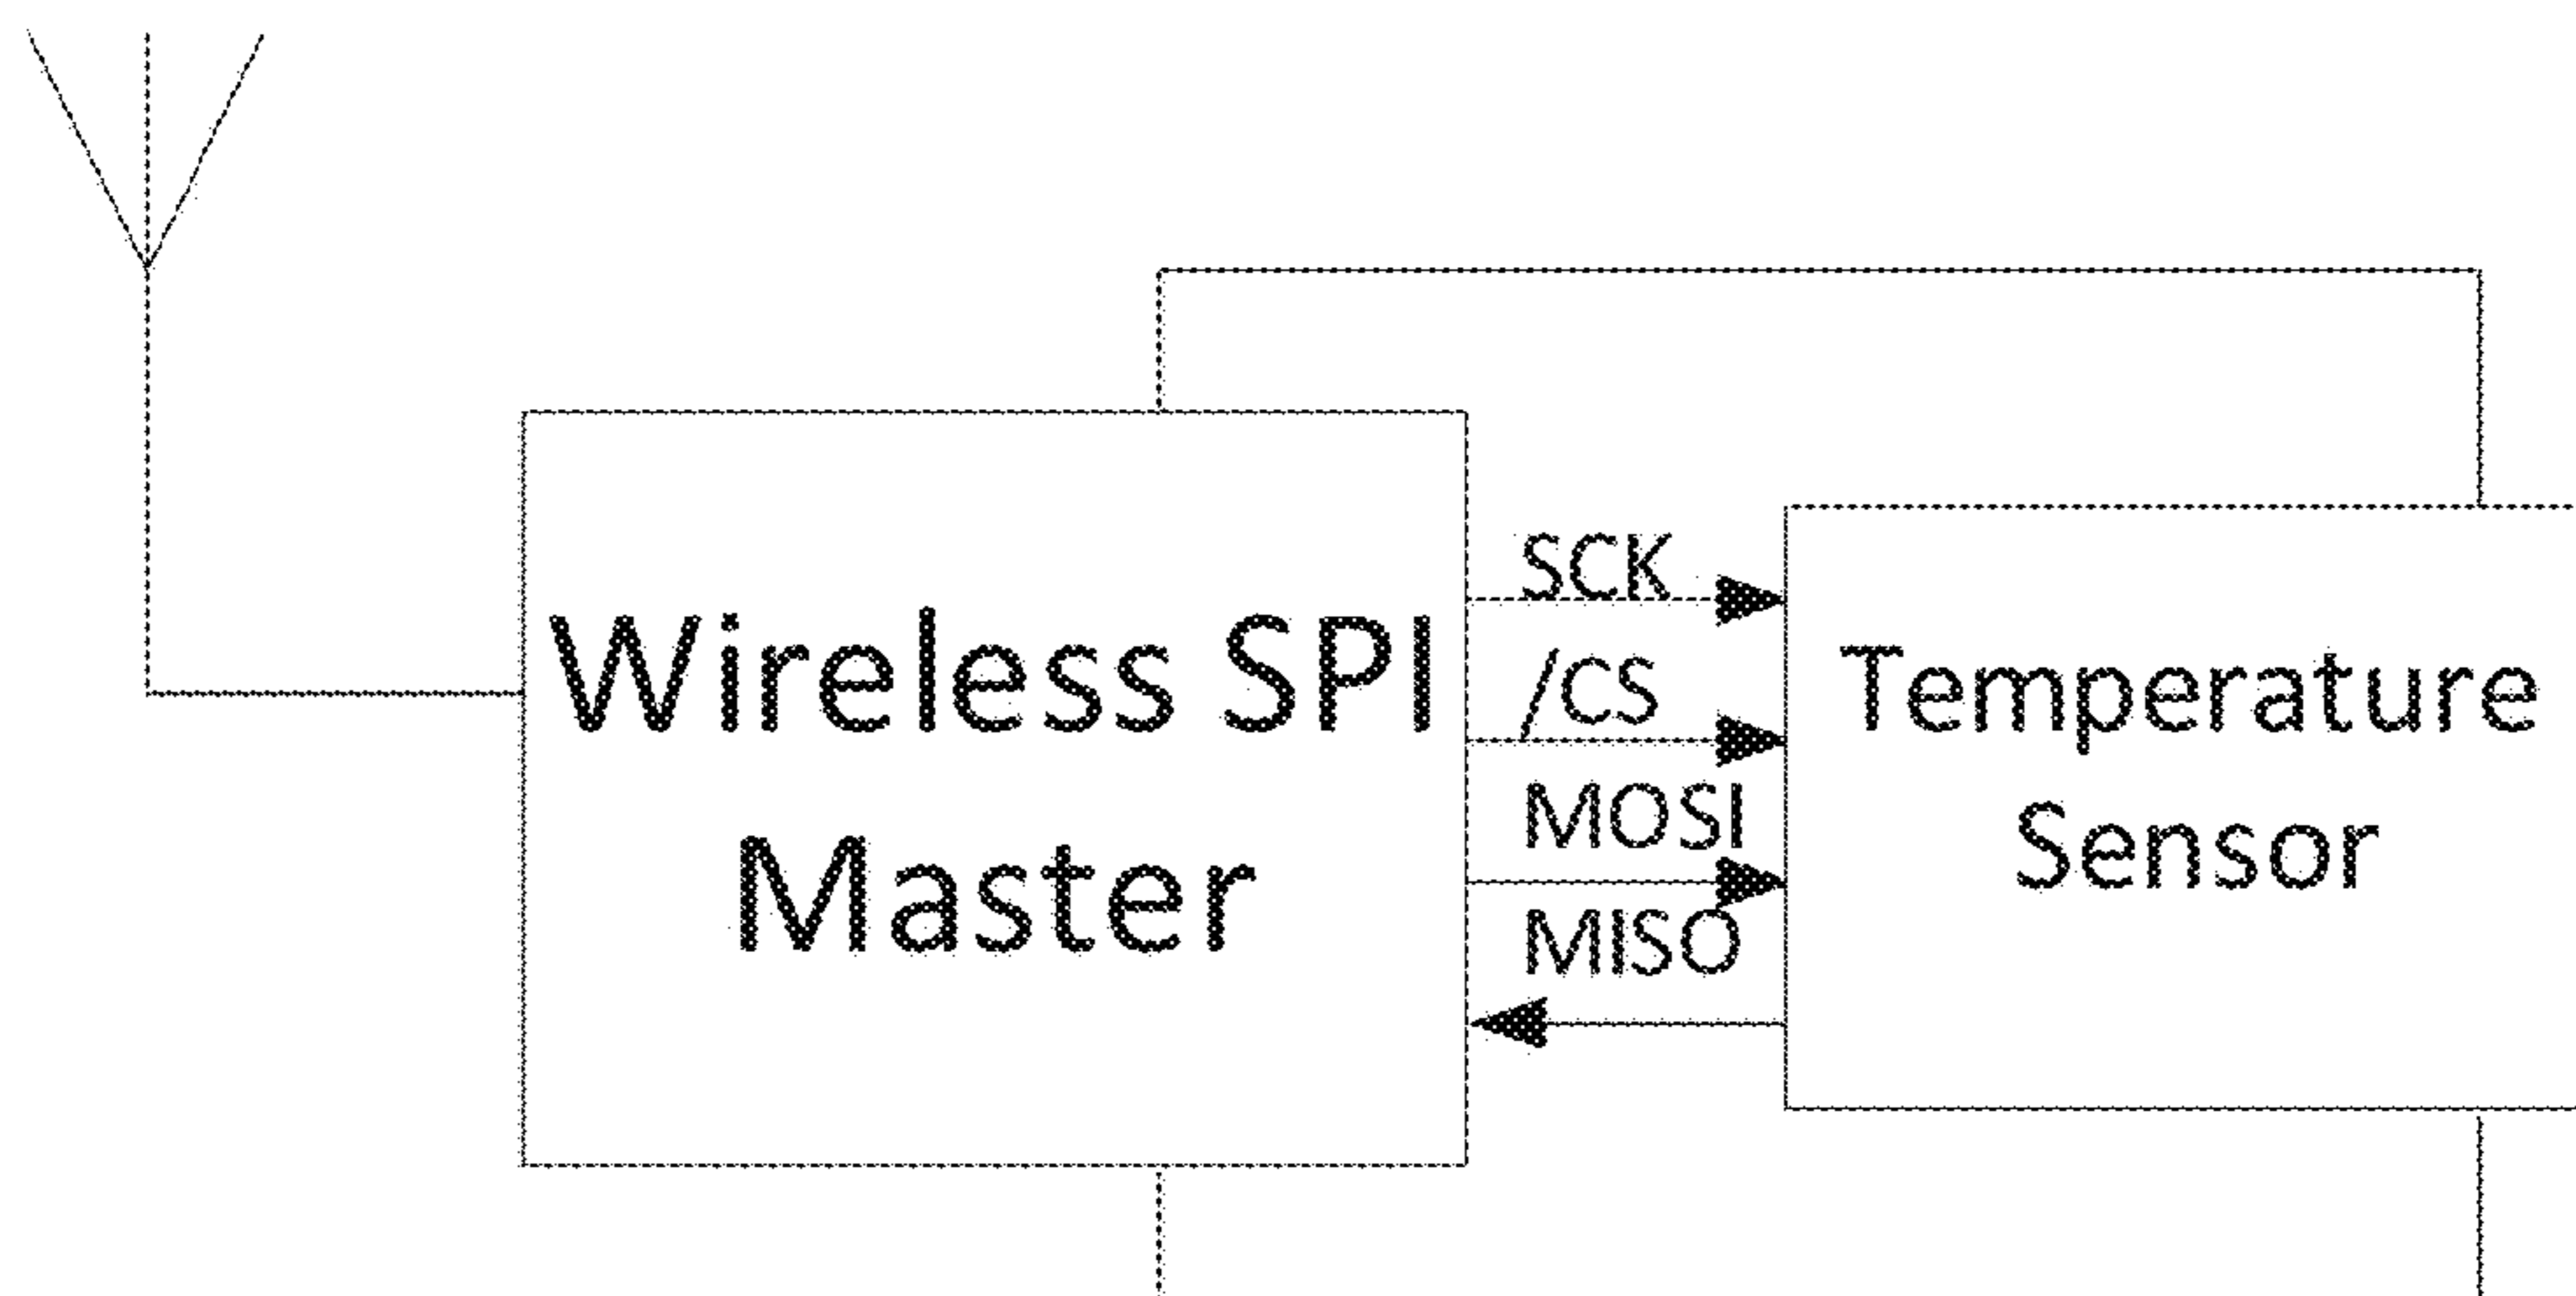 Wireless SPI
Master
SCK
/CS
MOSI
MISO
Temperature
Sensor